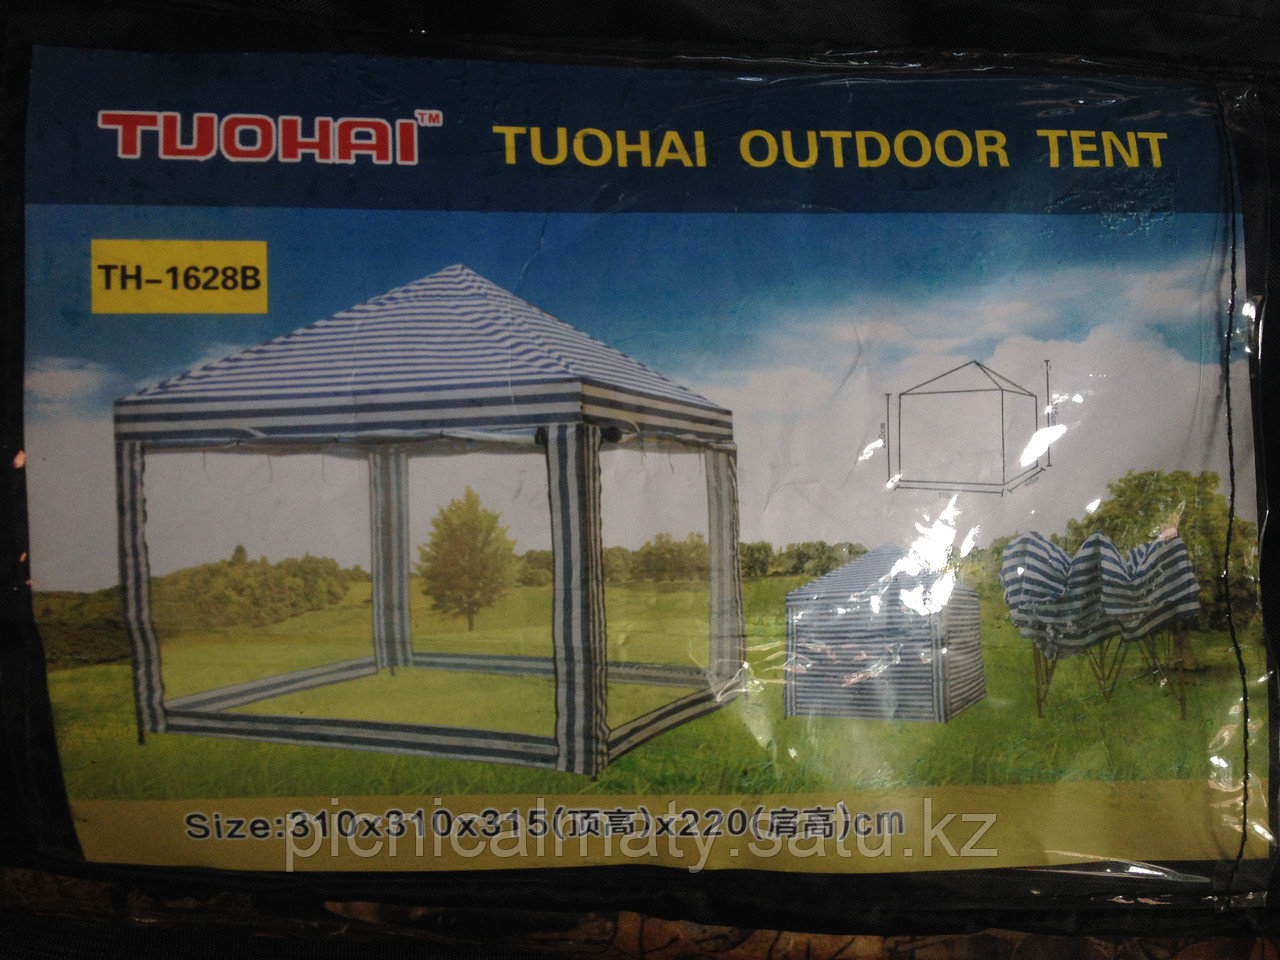 TUOHAI™ TUOHAI OUTDOOR TENT
TH-1628B
Size:310x310x315(顶高)x220(肩高)cm
picnicalmaty.satu.kz